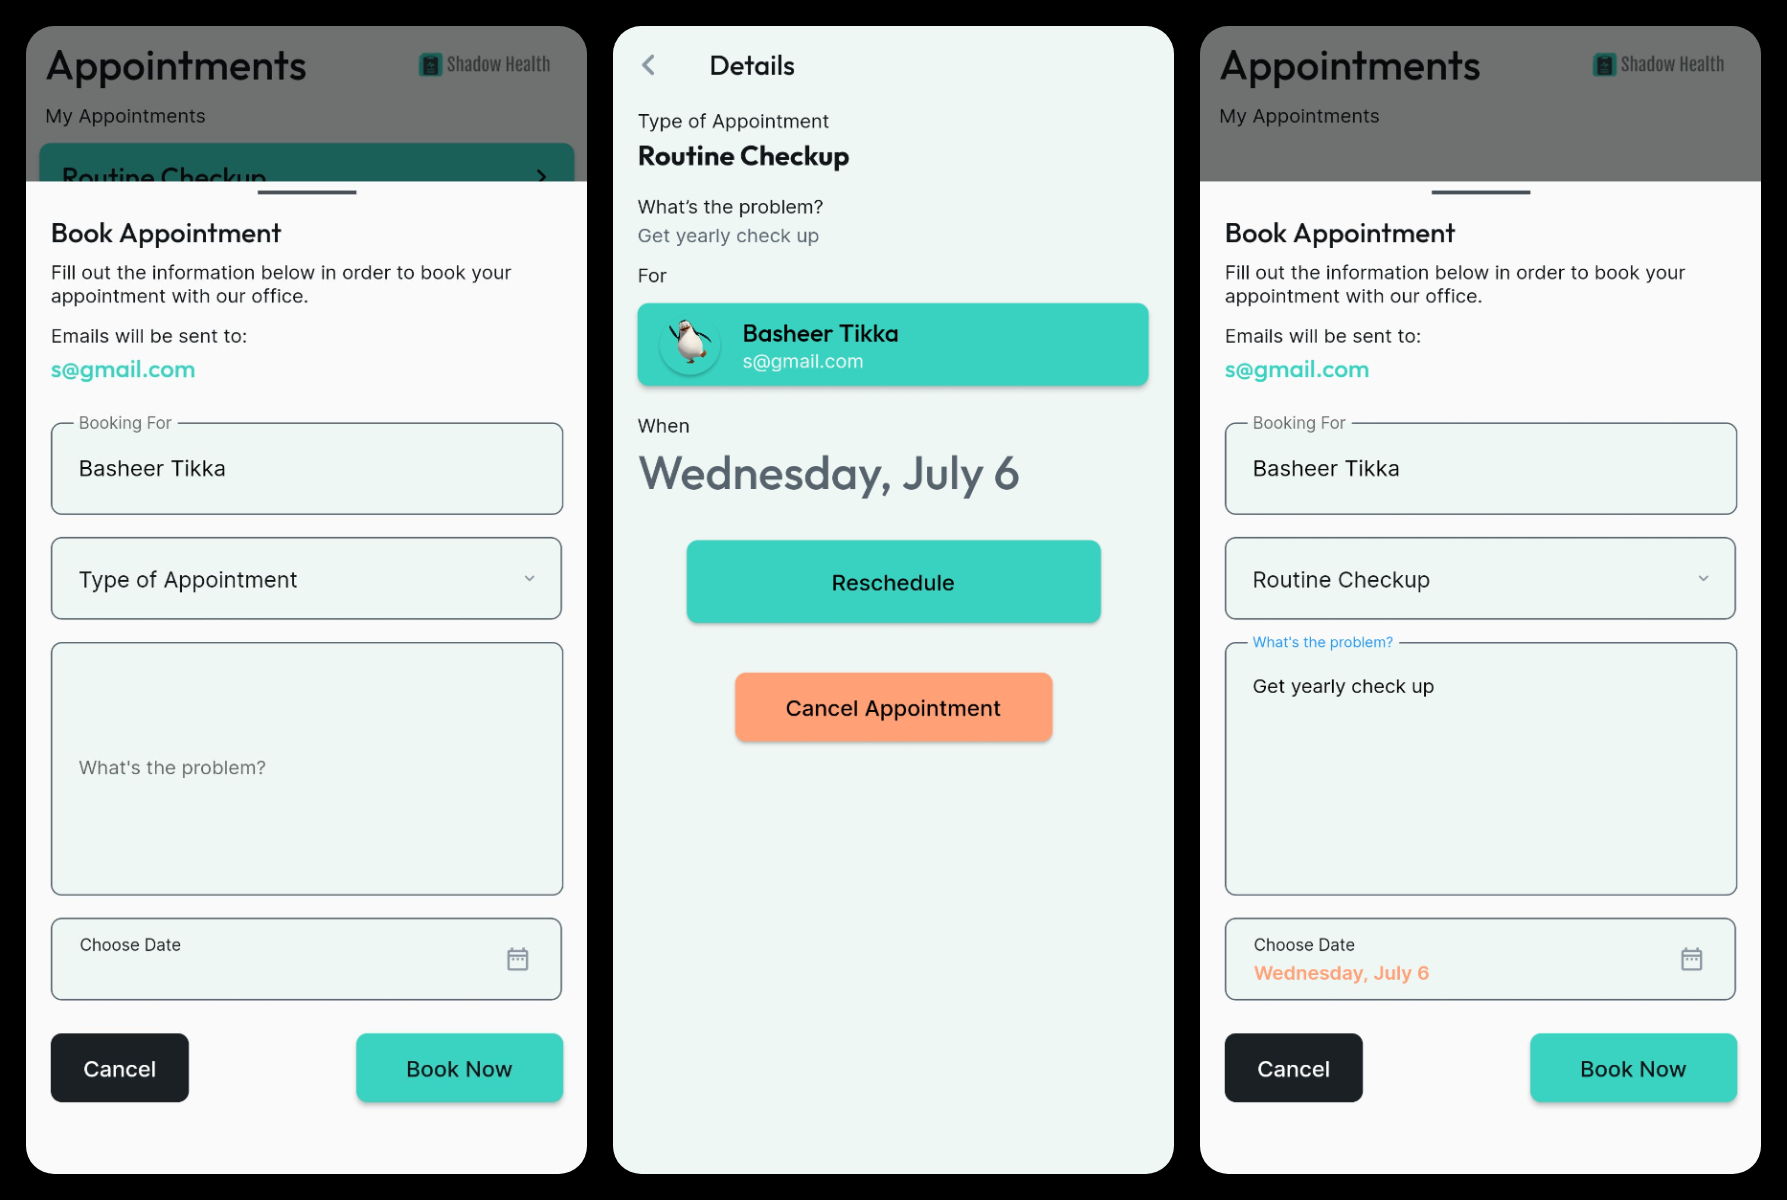 Appointments
Shadow Health
My Appointments
Routine Checkup
Book Appointment
Fill out the information below in order to book your
appointment with our office.
Emails will be sent to:
s@gmail.com
Booking For
Basheer Tikka
Type of Appointment
What's the problem?
Choose Date
Cancel
Book Now
Details
Type of Appointment
Routine Checkup
What's the problem?
Get yearly check up
For
Basheer Tikka
s@gmail.com
When
Wednesday, July 6
Reschedule
Cancel Appointment
Appointments
Shadow Health
My Appointments
Book Appointment
Fill out the information below in order to book your
appointment with our office.
Emails will be sent to:
s@gmail.com
Booking For
Basheer Tikka
Routine Checkup
What's the problem?
Get yearly check up
Choose Date
Wednesday, July 6
Cancel
Book Now